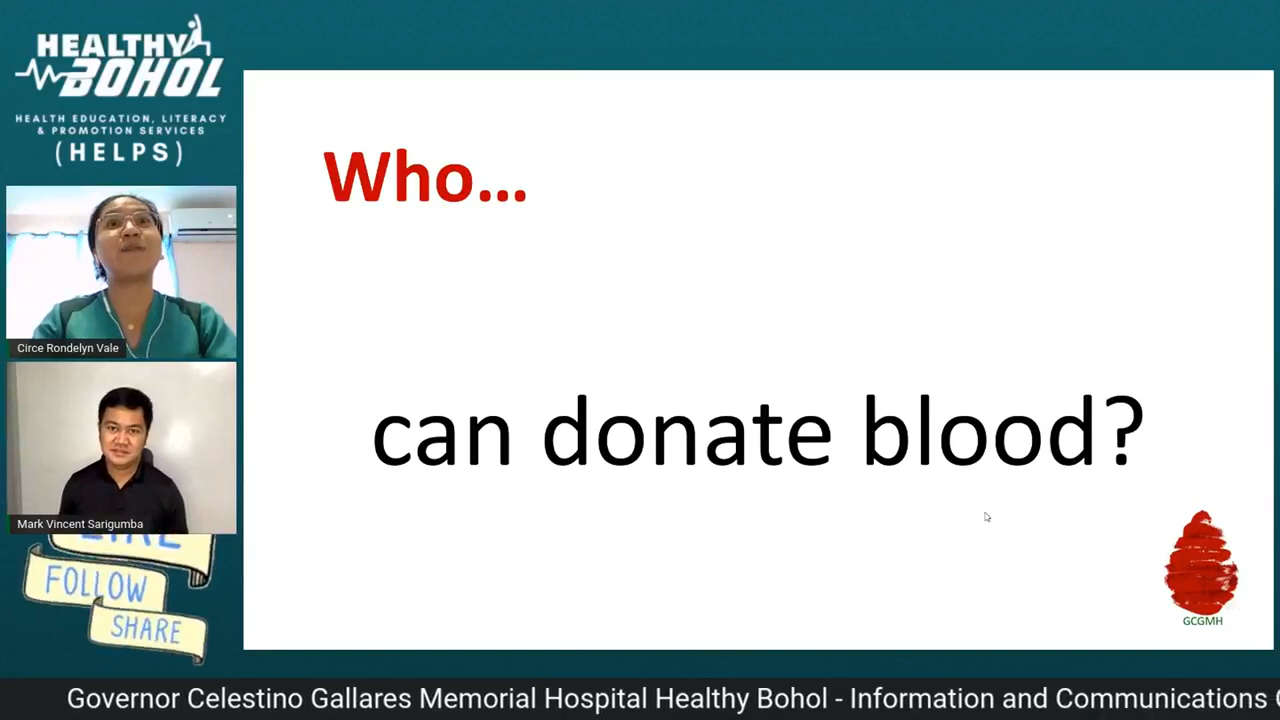 HEALTHY
BOHOL
HEALTH EDUCATION, LITERACY
& PROMOTION SERVICES
(HELPS)
Circe Rondelyn Vale
Mark Vincent Sarigumba
FOLLOW
SHARE
Who...
can donate blood?
GCGMH
Governor Celestino Gallares Memorial Hospital Healthy Bohol - Information and Communications